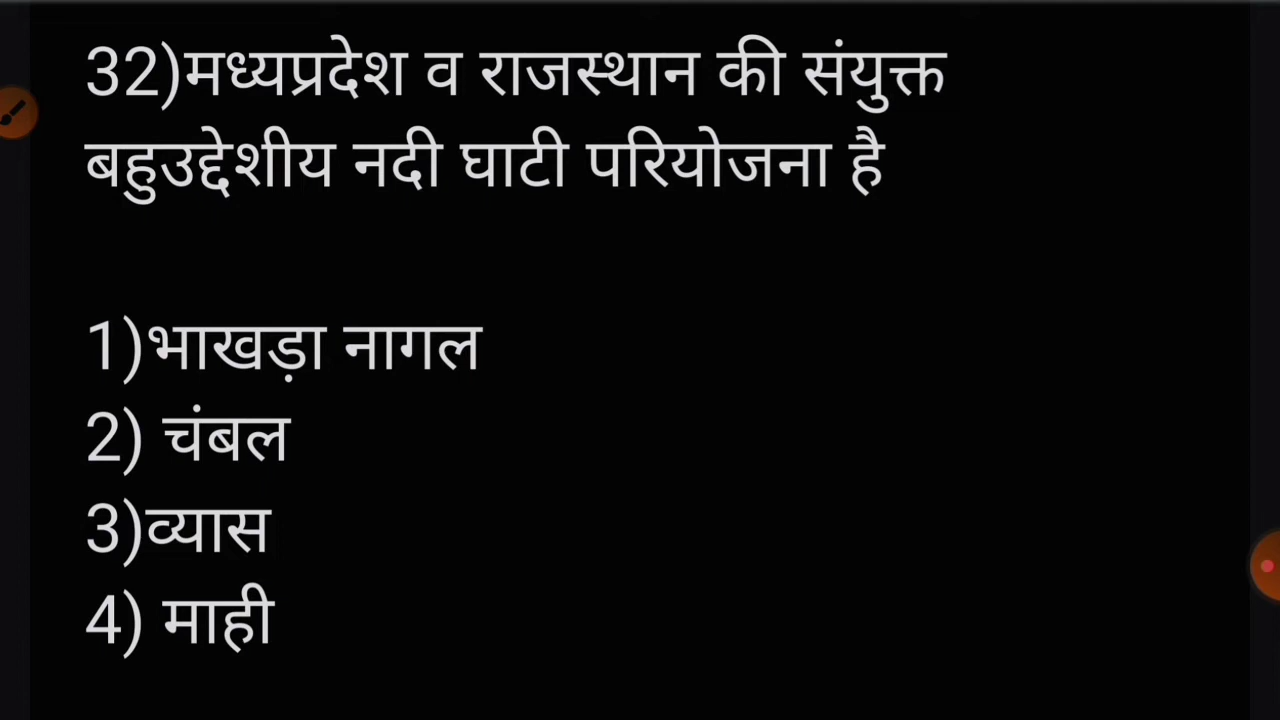 32)मध्यप्रदेश व राजस्थान की संयुक्त
बहुउद्देशीय नदी घाटी परियोजना है
1)भाखड़ा नागल
2) चंबल
3)व्यास
4) माही